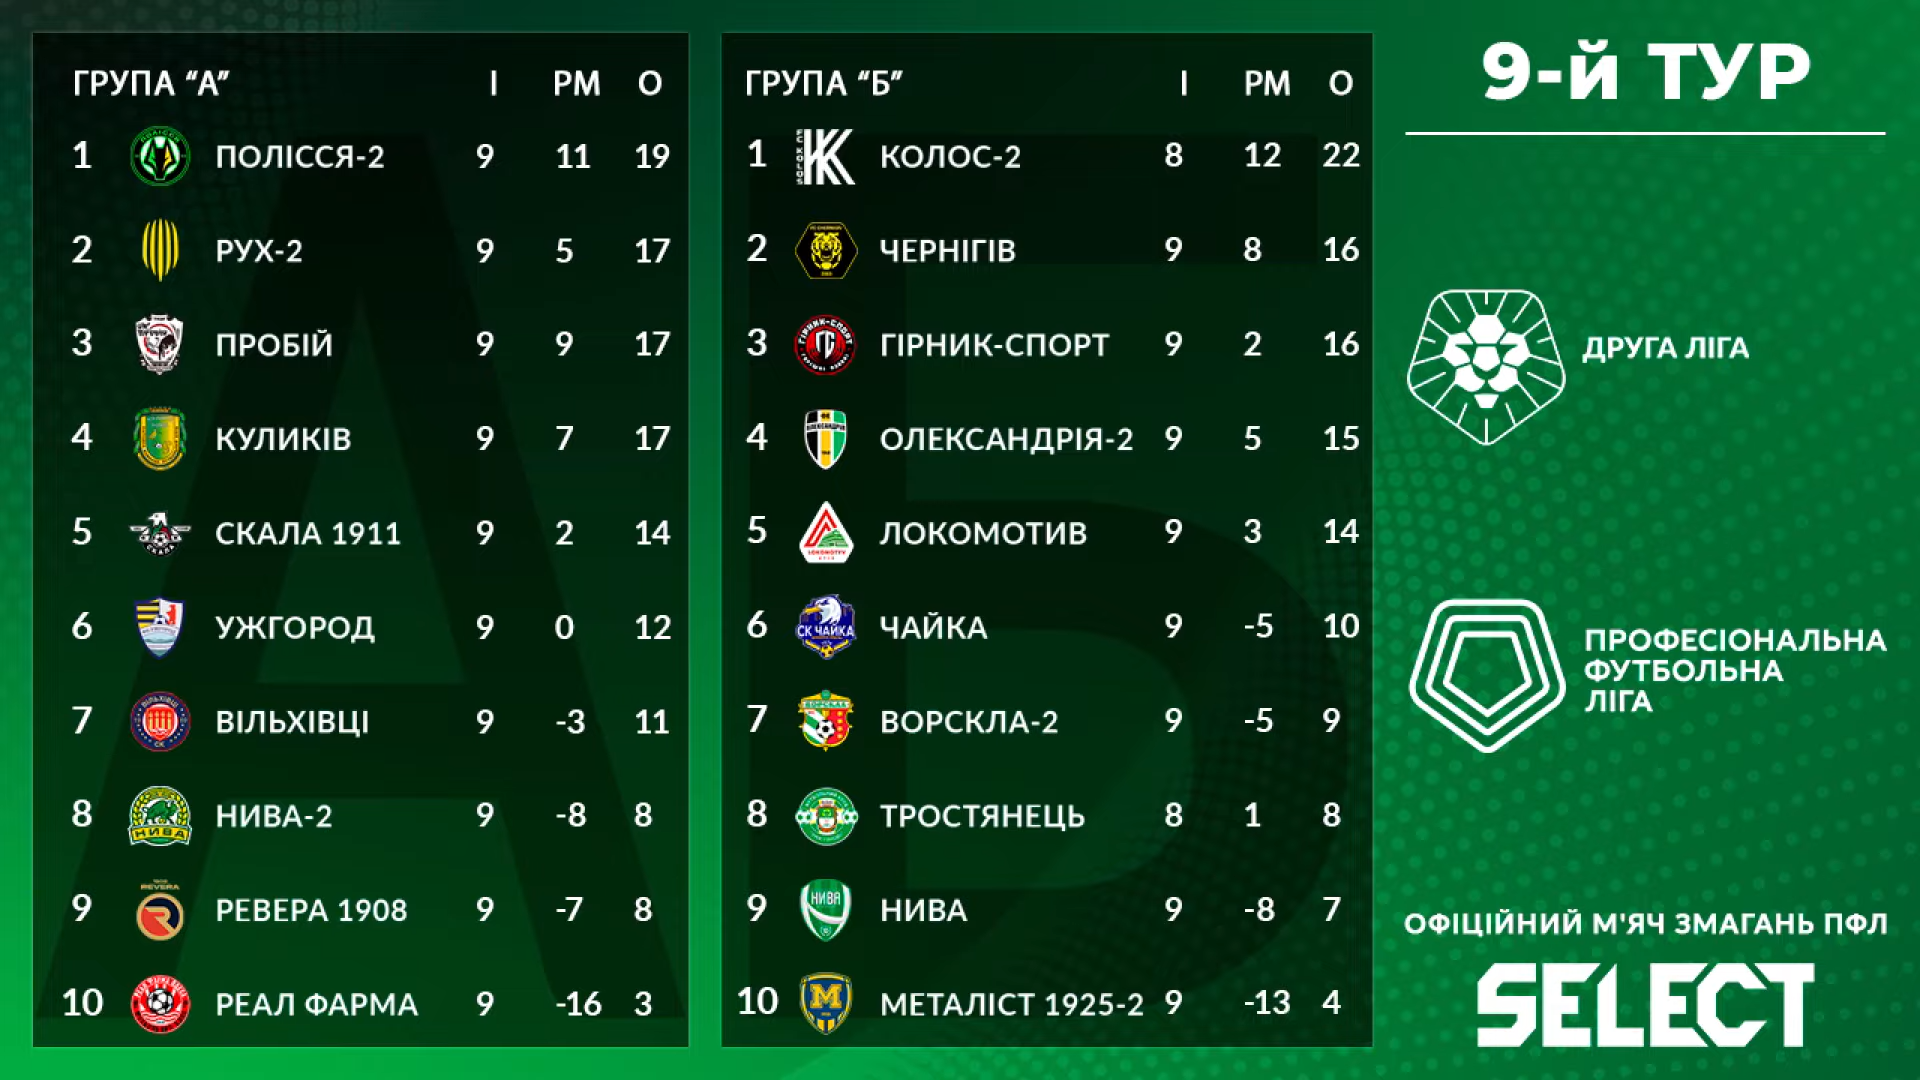 ГРУПА “А” І РМ О
1 ПОЛІССЯ-2 9 11 19
2 РУХ-2 9 5 17
3 ПРОБІЙ 9 9 17
4 КУЛИКІВ 9 7 17
5 СКАЛА 1911 9 2 14
6 УЖГОРОД 9 0 12
7 ВІЛЬХІВЦІ 9 -3 11
8 НИВА-2 9 -8 8
9 РЕВЕРА 1908 9 -7 8
10 РЕАЛ ФАРМА 9 -16 3
ГРУПА “Б” І РМ О
1 КОЛОС-2 8 12 22
2 ЧЕРНІГІВ 9 8 16
3 ГІРНИК-СПОРТ 9 2 16
4 ОЛЕКСАНДРІЯ-2 9 5 15
5 ЛОКОМОТИВ 9 3 14
6 ЧАЙКА 9 -5 10
7 ВОРСКЛА-2 9 -5 9
8 ТРОСТЯНЕЦЬ 8 1 8
9 НИВА 9 -8 7
10 МЕТАЛІСТ 1925-2 9 -13 4
9-й ТУР
ДРУГА ЛІГА
ПРОФЕСІОНАЛЬНА
ФУТБОЛЬНА
ЛІГА
ОФІЦІЙНИЙ М'ЯЧ ЗМАГАНЬ ПФЛ
SELECT